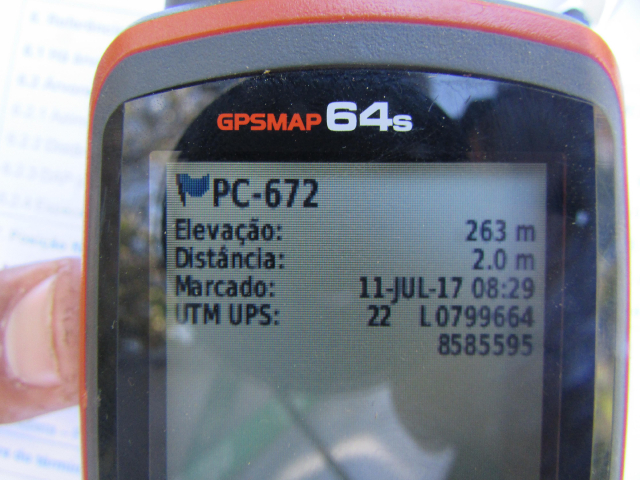 GPSMAP 64s
PC-672
Elevação: 263 m
Distância: 2.0 m
Marcado: 11-JUL-17 08:29
UTM UPS: 22 L 0799664
8585595